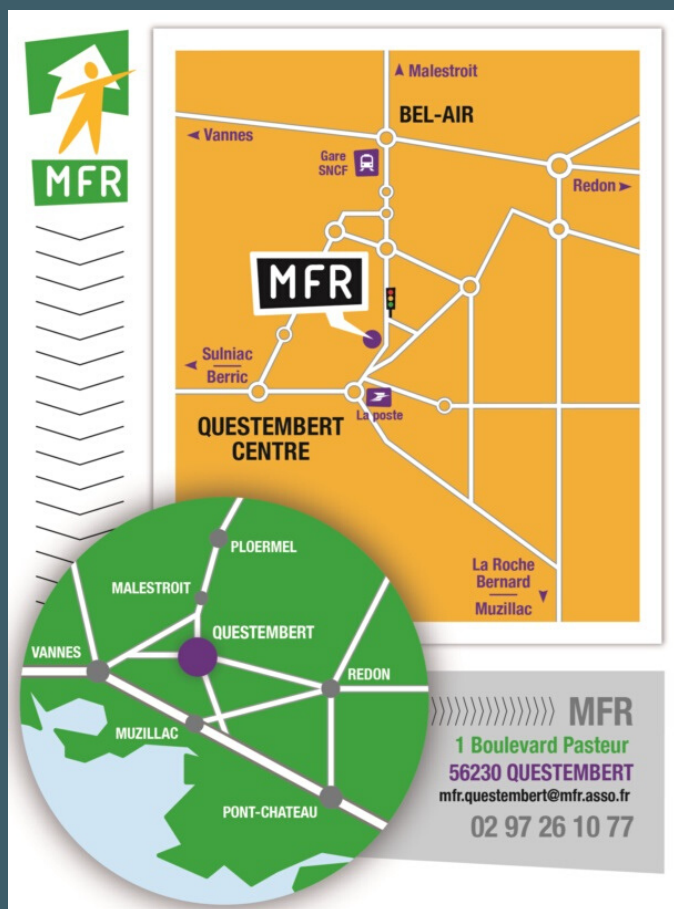 MFR
Malestroit
BEL-AIR
Vannes
Gare
SNCF
Redon
MFR
Sulniac
Berric
La poste
QUESTEMBERT
CENTRE
La Roche
Bernard
Muzillac
PLOERMEL
MALESTROIT
QUESTEMBERT
VANNES
REDON
MUZILLAC
PONT-CHATEAU
MFR
1 Boulevard Pasteur
56230 QUESTEMBERT
mfr.questembert@mfr.asso.fr
02 97 26 10 77